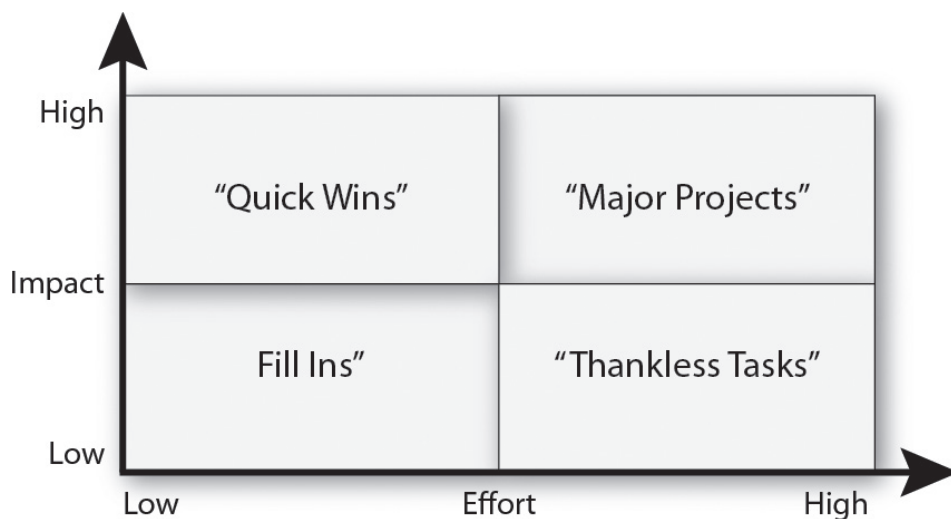 High
“Quick Wins”
“Major Projects”
Impact
Fill Ins”
“Thankless Tasks”
Low
Low
Effort
High